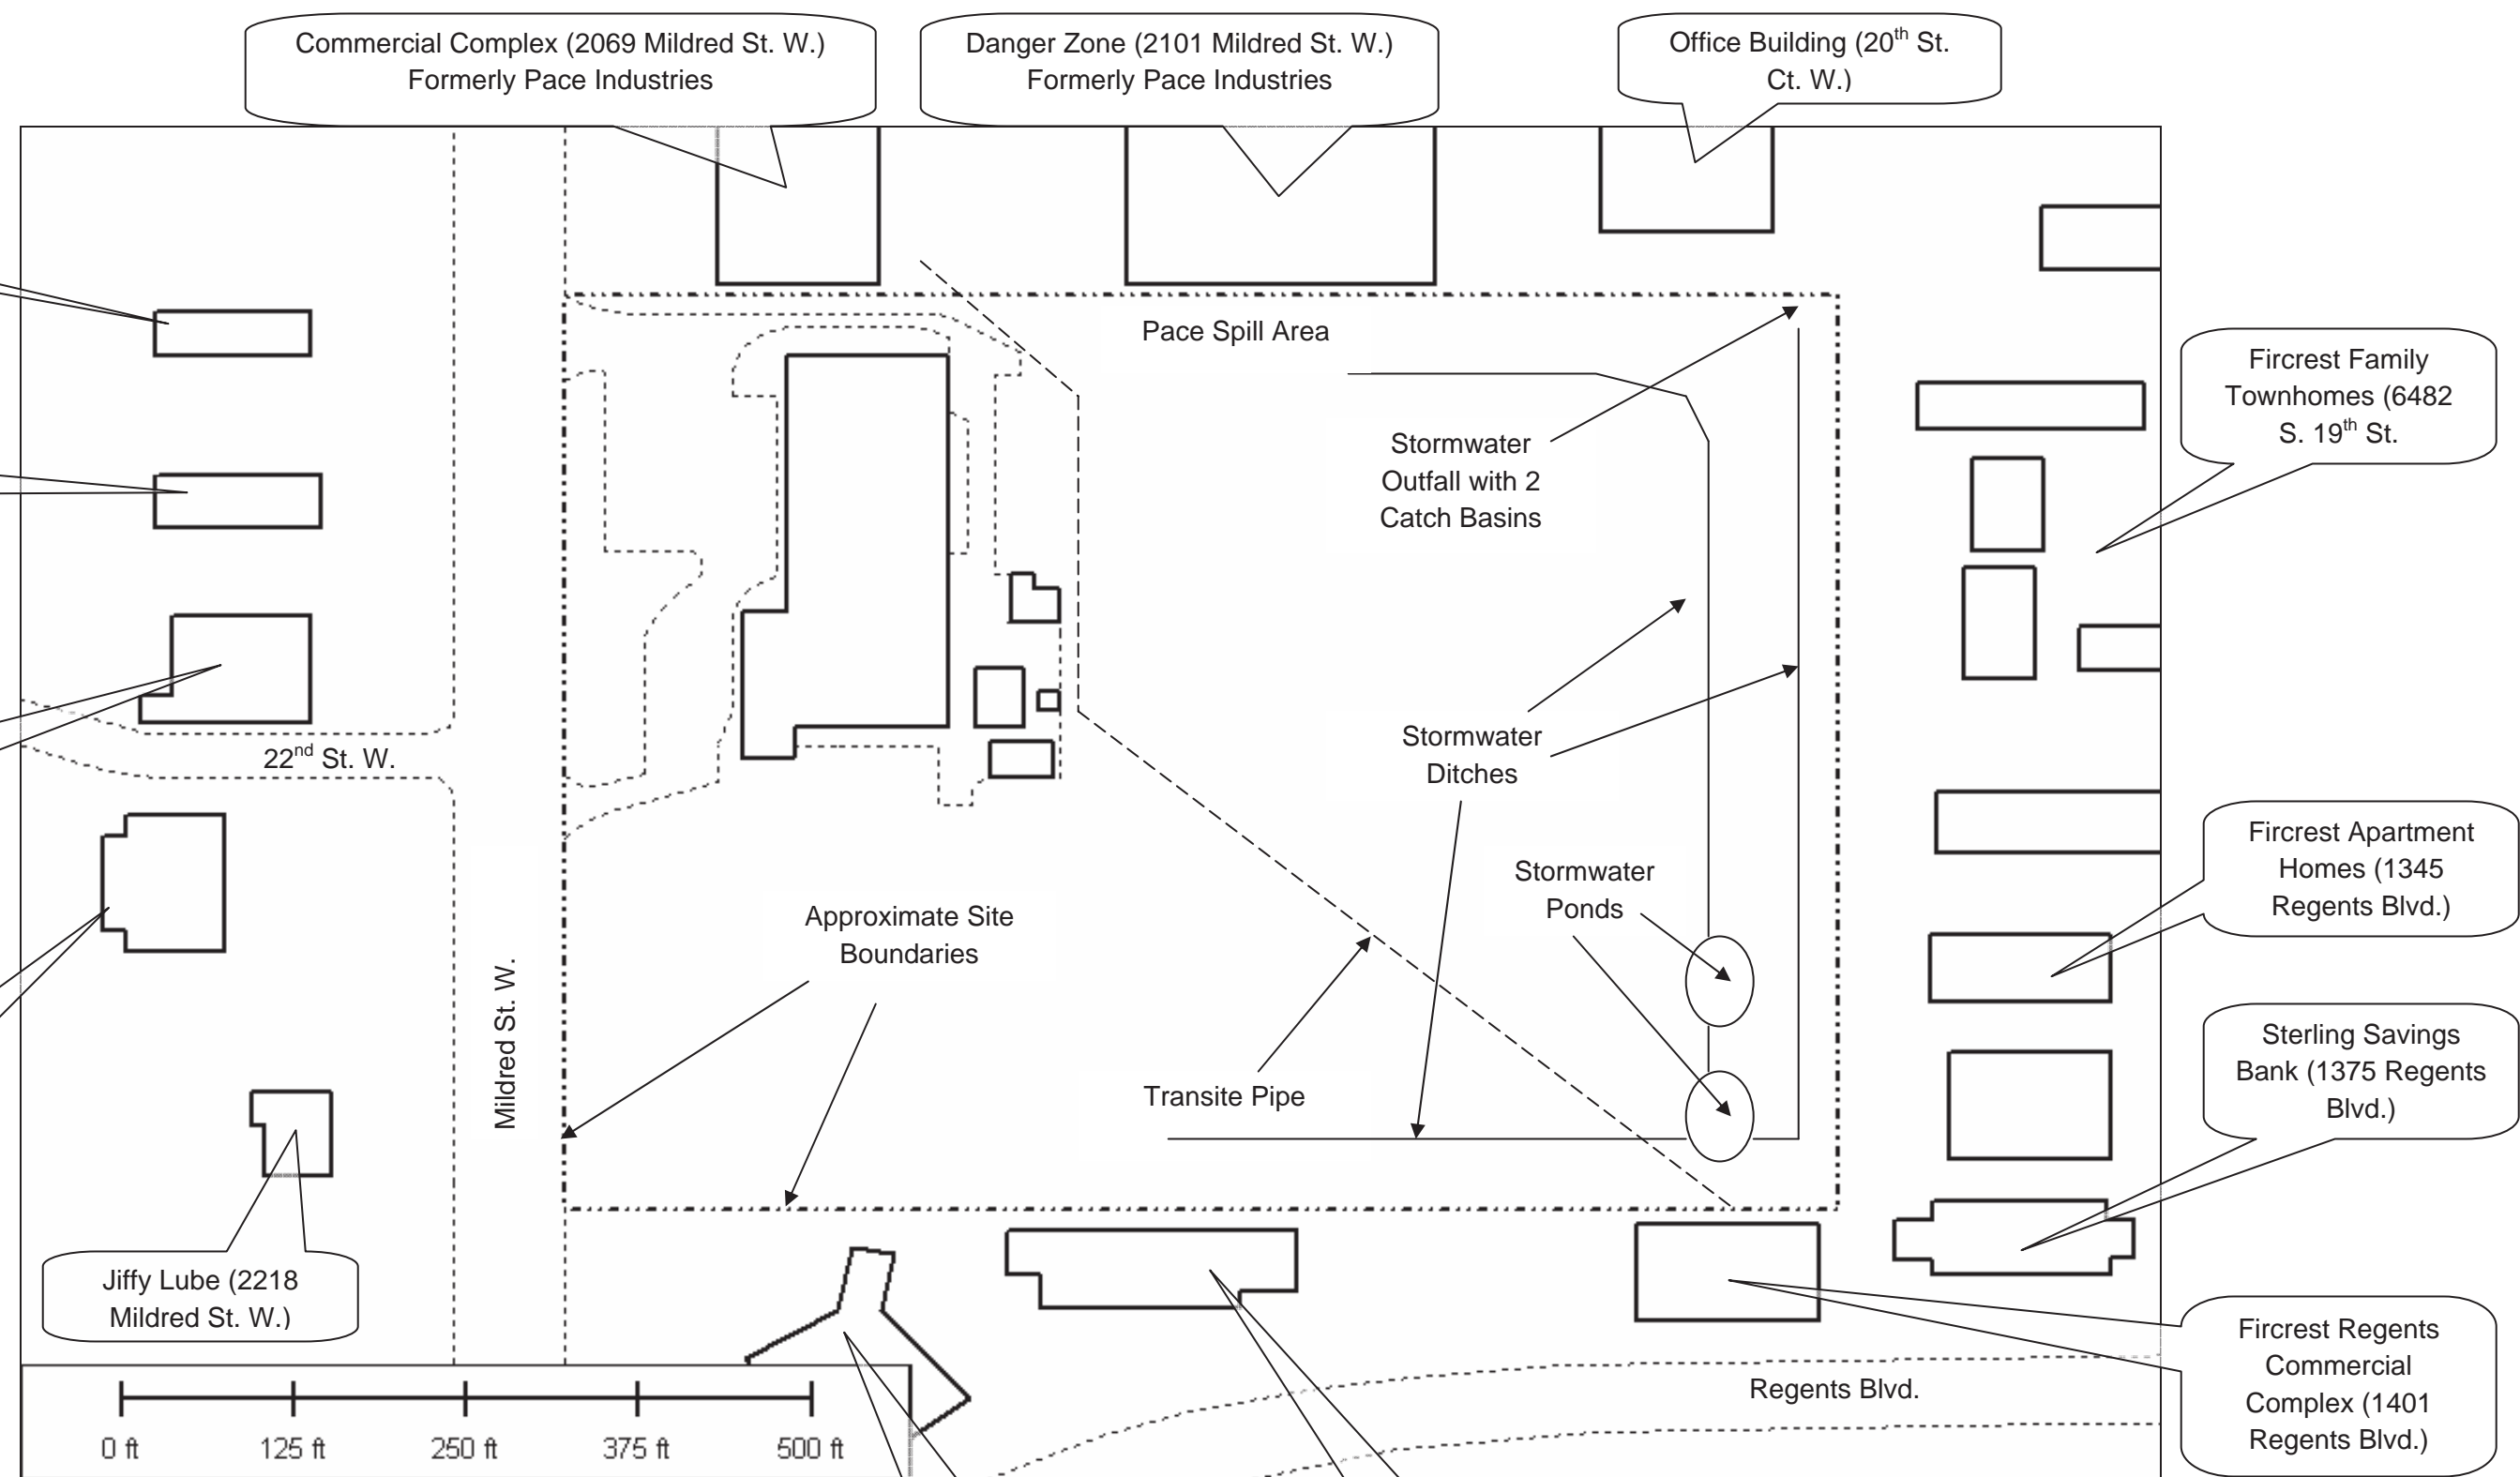 Commercial Complex (2069 Mildred St. W.)
Formerly Pace Industries
Danger Zone (2101 Mildred St. W.)
Formerly Pace Industries
Office Building (20th St.
Ct. W.)
Pace Spill Area
Fircrest Family
Townhomes (6482
S. 19th St.
Stormwater
Outfall with 2
Catch Basins
22nd St. W.
Stormwater
Ditches
Stormwater
Ponds
Fircrest Apartment
Homes (1345
Regents Blvd.)
Approximate Site
Boundaries
Mildred St. W.
Transite Pipe
Sterling Savings
Bank (1375 Regents
Blvd.)
Jiffy Lube (2218
Mildred St. W.)
Fircrest Regents
Commercial
Complex (1401
Regents Blvd.)
Regents Blvd.
0 ft 125 ft 250 ft 375 ft 500 ft